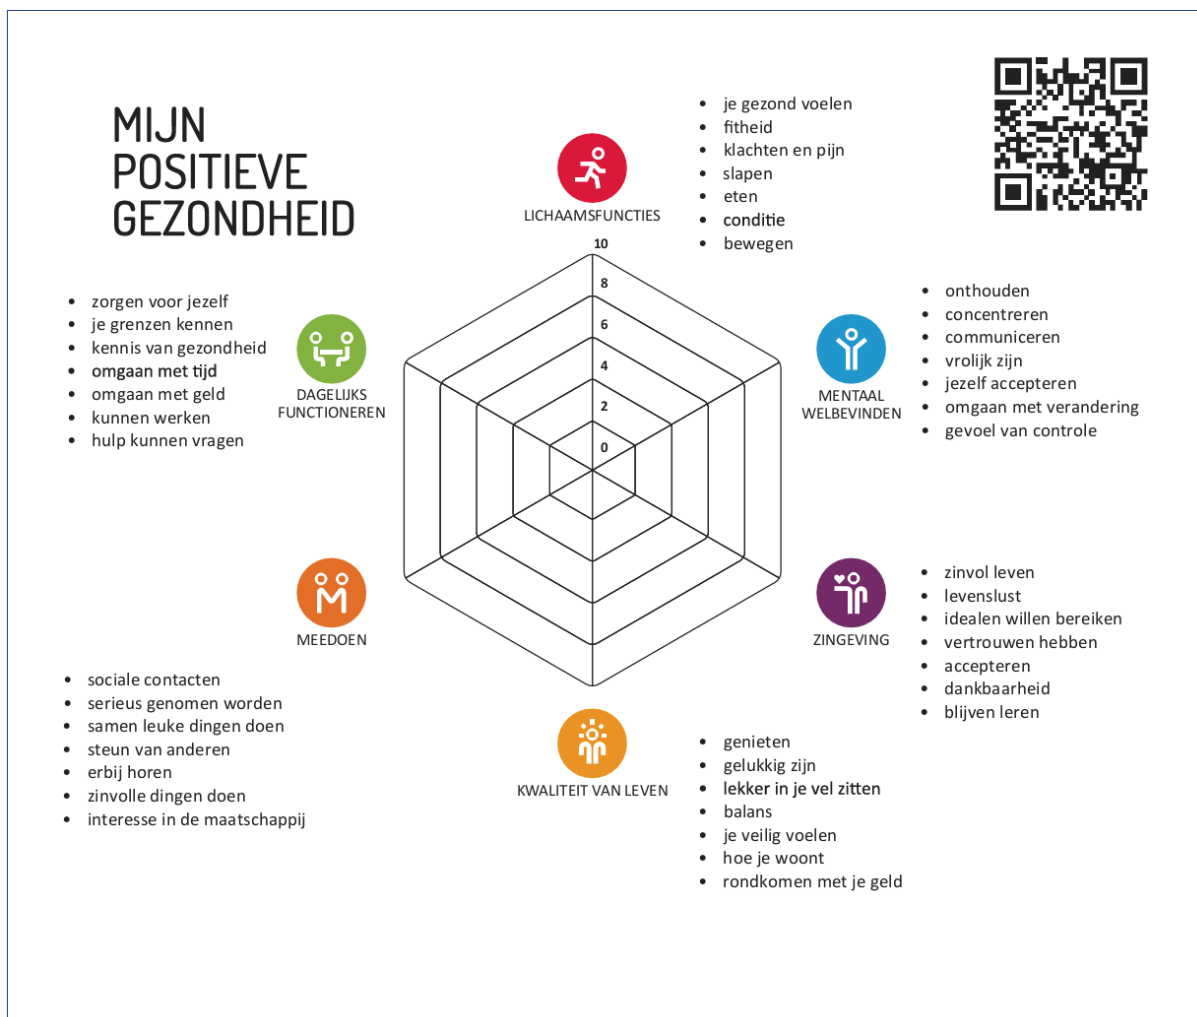 MIJN
POSITIEVE
GEZONDHEID
LICHAAMSFUNCTIES
• je gezond voelen
• fitheid
• klachten en pijn
• slapen
• eten
• conditie
• bewegen
10
8
6
4
2
0
• zorgen voor jezelf
• je grenzen kennen
• kennis van gezondheid
• omgaan met tijd
• omgaan met geld
• kunnen werken
• hulp kunnen vragen
DAGELIJKS
FUNCTIONEREN
MENTAAL
WELBEVINDEN
• onthouden
• concentreren
• communiceren
• vrolijk zijn
• jezelf accepteren
• omgaan met verandering
• gevoel van controle
MEEDOEN
• sociale contacten
• serieus genomen worden
• samen leuke dingen doen
• steun van anderen
• erbij horen
• zinvolle dingen doen
• interesse in de maatschappij
ZINGEVING
• zinvol leven
• levenslust
• idealen willen bereiken
• vertrouwen hebben
• accepteren
• dankbaarheid
• blijven leren
KWALITEIT VAN LEVEN
• genieten
• gelukkig zijn
• lekker in je vel zitten
• balans
• je veilig voelen
• hoe je woont
• rondkomen met je geld